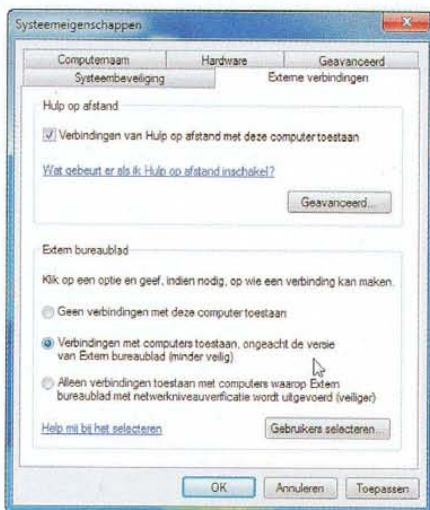 Systeemeigenschappen
Computernaam
Hardware
Geavanceerd
Systeembeveiliging
Externe verbindingen
Hulp op afstand
Verbindingen van Hulp op afstand met deze computer toestaan
Wat gebeurt er als ik Hulp op afstand inschakel?
Geavanceerd...
Extern bureaublad
Klik op een optie en geef, indien nodig, op wie een verbinding kan maken.
Geen verbindingen met deze computer toestaan
Verbindingen met computers toestaan, ongeacht de versie
van Extern bureaublad (minder veilig)
Alleen verbindingen toestaan met computers waarop Extern
bureaublad met netwerkniveauverificatie wordt uitgevoerd (veiliger)
Help mij bij het selecteren
Gebruikers selecteren...
OK
Annuleren
Toepassen